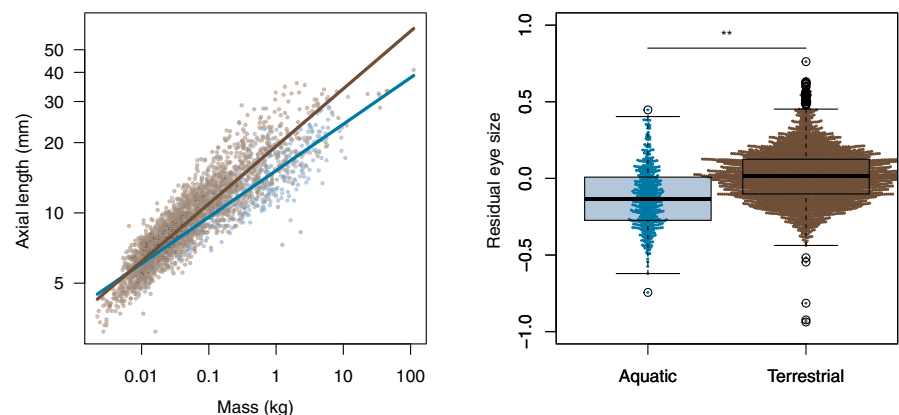 Axial length (mm)
50
40
30
20
10
5
0.01 0.1 1 10 100
Mass (kg)
Residual eye size
1.0
0.5
0.0
−0.5
−1.0
**
Aquatic Terrestrial